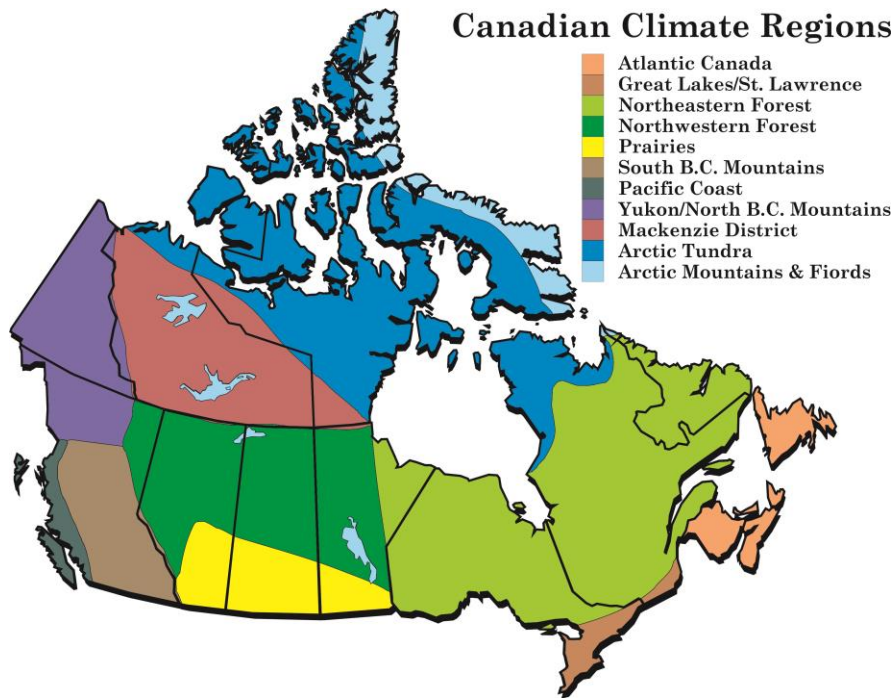 Canadian Climate Regions
Atlantic Canada
Great Lakes/St. Lawrence
Northeastern Forest
Northwestern Forest
Prairies
South B.C. Mountains
Pacific Coast
Yukon/North B.C. Mountains
Mackenzie District
Arctic Tundra
Arctic Mountains & Fiords